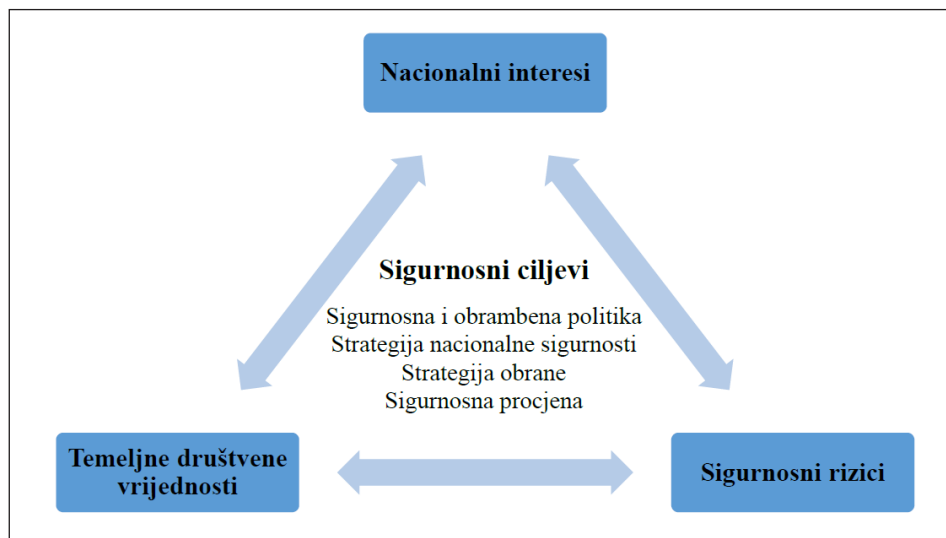 Nacionalni interesi
Sigurnosni ciljevi
Sigurnosna i obrambena politika
Strategija nacionalne sigurnosti
Strategija obrane
Sigurnosna procjena
Temeljne društvene
vrijednosti
Sigurnosni rizici